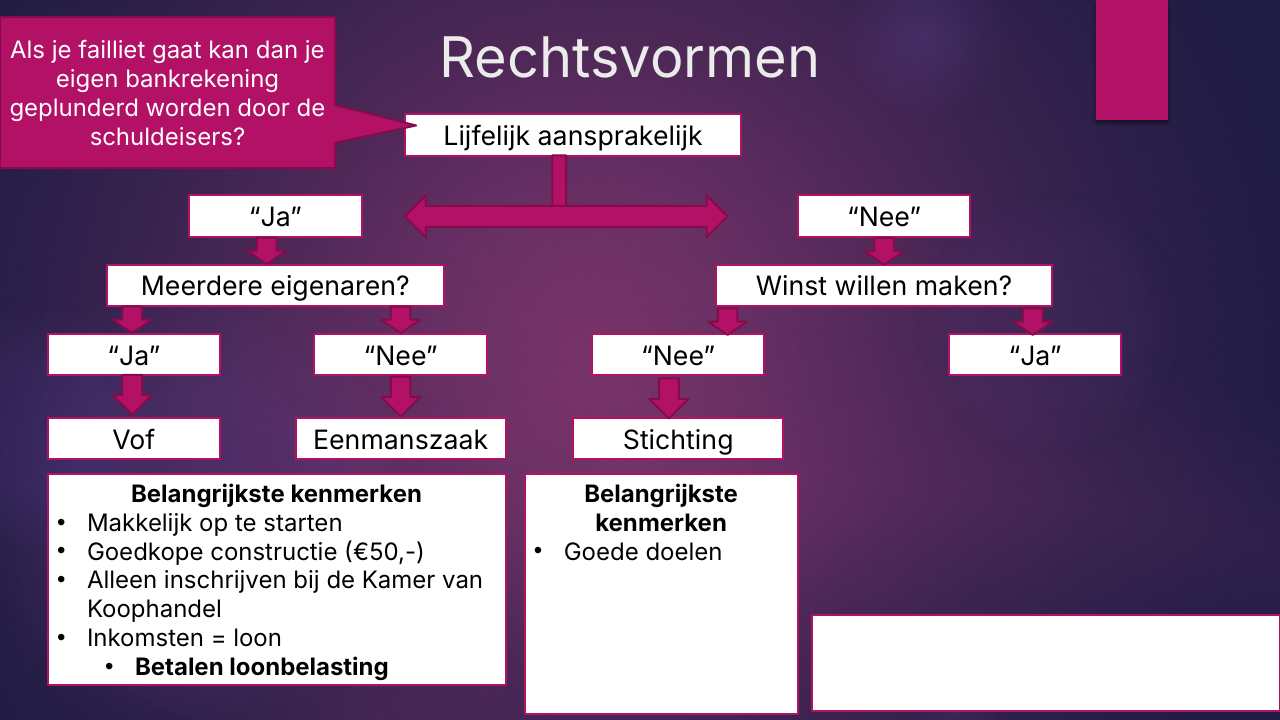 Rechtsvormen
Als je failliet gaat kan dan je
eigen bankrekening
geplunderd worden door de
schuldeisers?
Lijfelijk aansprakelijk
“Ja”
“Nee”
Meerdere eigenaren?
Winst willen maken?
“Ja”
“Nee”
“Nee”
“Ja”
Vof
Eenmanszaak
Stichting
Belangrijkste kenmerken
• Makkelijk op te starten
• Goedkope constructie (€50,-)
• Alleen inschrijven bij de Kamer van
Koophandel
• Inkomsten = loon
• Betalen loonbelasting
Belangrijkste
kenmerken
• Goede doelen